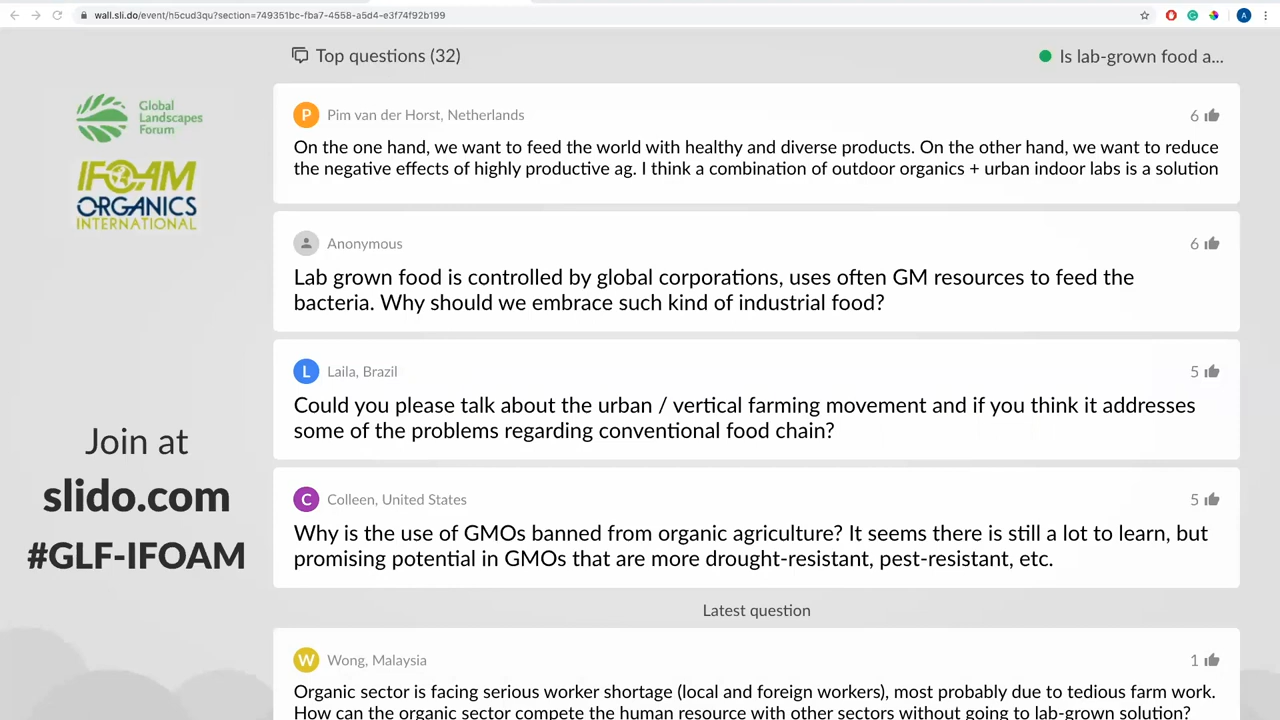 wall.sli.do/event/h5cud3qu?section=749351bc-fba7-4558-a5d4-e3f74f92b199
A
Top questions (32)
Is lab-grown food a...
Global
Landscapes
Forum
IFOAM
ORGANICS
INTERNATIONAL
Join at
slido.com
#GLF-IFOAM
P
Pim van der Horst, Netherlands
6
On the one hand, we want to feed the world with healthy and diverse products. On the other hand, we want to reduce
the negative effects of highly productive ag. I think a combination of outdoor organics + urban indoor labs is a solution
Anonymous
6
Lab grown food is controlled by global corporations, uses often GM resources to feed the
bacteria. Why should we embrace such kind of industrial food?
L
Laila, Brazil
5
Could you please talk about the urban / vertical farming movement and if you think it addresses
some of the problems regarding conventional food chain?
C
Colleen, United States
5
Why is the use of GMOs banned from organic agriculture? It seems there is still a lot to learn, but
promising potential in GMOs that are more drought-resistant, pest-resistant, etc.
Latest question
W
Wong, Malaysia
1
Organic sector is facing serious worker shortage (local and foreign workers), most probably due to tedious farm work.
How can the organic sector compete the human resource with other sectors without going to lab-grown solution?